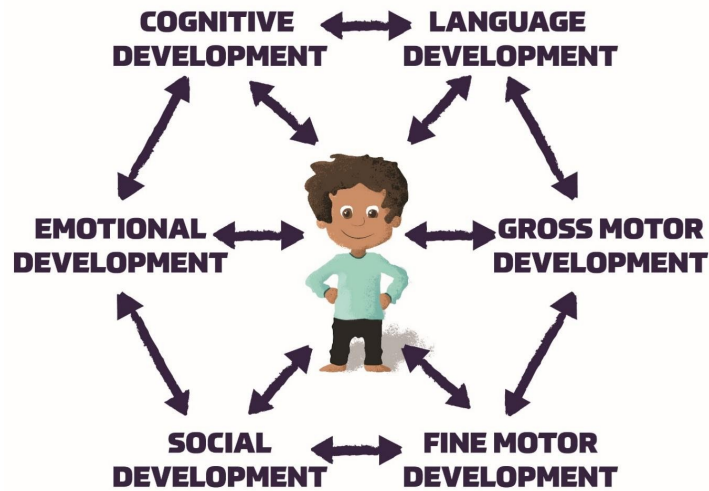 COGNITIVE
DEVELOPMENT
LANGUAGE
DEVELOPMENT
EMOTIONAL
DEVELOPMENT
GROSS MOTOR
DEVELOPMENT
SOCIAL
DEVELOPMENT
FINE MOTOR
DEVELOPMENT